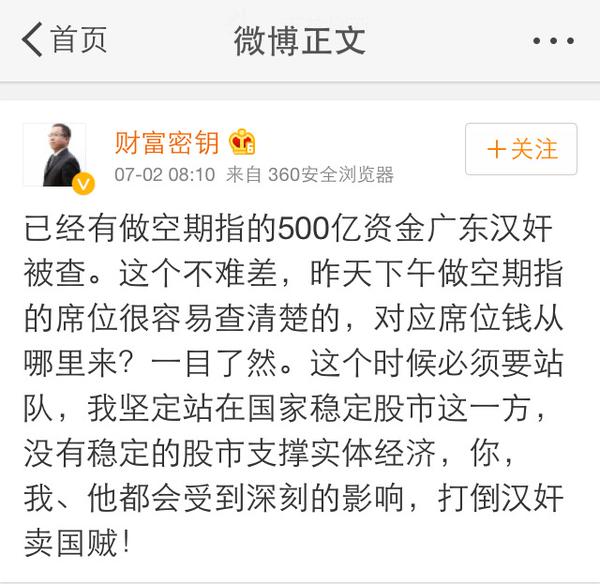 首页
微博正文
财富密钥
+关注
07-02 08:10 来自 360安全浏览器
已经有做空期指的500亿资金广东汉奸
被查。这个不难差，昨天下午做空期指
的席位很容易查清楚的，对应席位钱从
哪里来？一目了然。这个时候必须要站
队，我坚定站在国家稳定股市这一方，
没有稳定的股市支撑实体经济，你，
我、他都会受到深刻的影响，打倒汉奸
卖国贼！